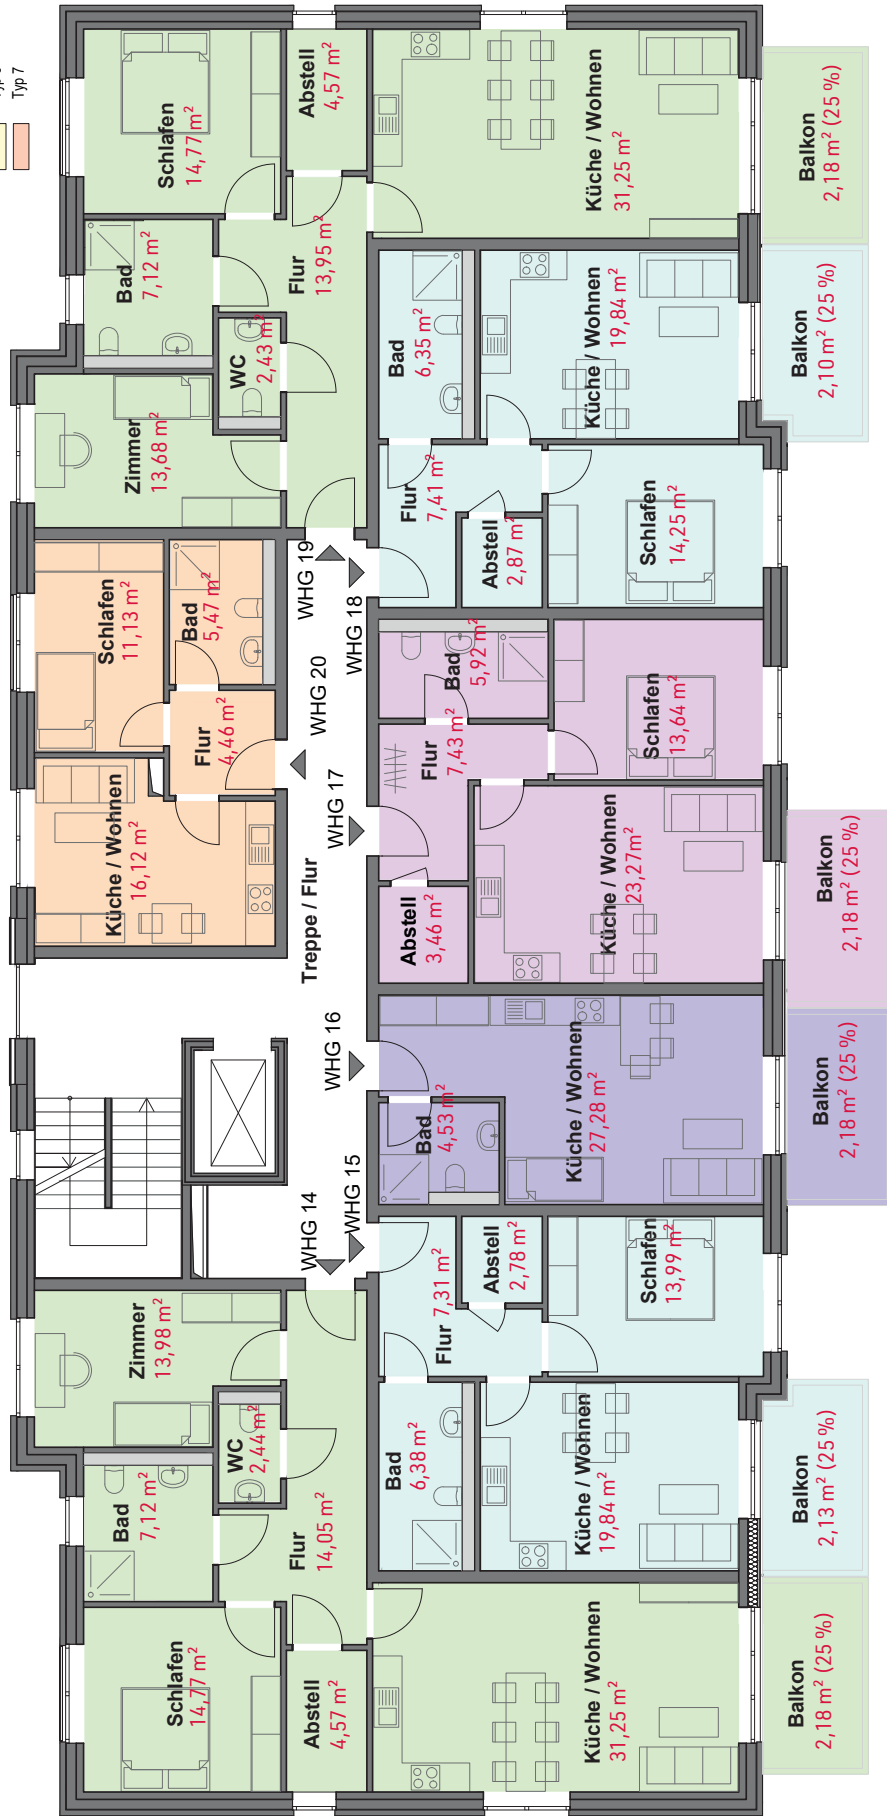 Typ 7
Schlafen
14,77 m²
Abstell
4,57 m²
Küche / Wohnen
31,25 m²
Balkon
2,18 m² (25 %)
Bad
7,12 m²
Flur
13,95 m²
WC
2,43 m²
Zimmer
13,68 m²
Bad
6,35 m²
Küche / Wohnen
19,84 m²
Balkon
2,10 m² (25 %)
Flur
7,41 m²
Abstell
2,87 m²
Schlafen
14,25 m²
WHG 19
WHG 18
Schlafen
11,13 m²
Bad
5,47 m²
Flur
4,46 m²
Küche / Wohnen
16,12 m²
WHG 20
WHG 17
Treppe / Flur
Bad
5,92 m²
Schlafen
13,64 m²
Flur
7,43 m²
Küche / Wohnen
23,27m²
Abstell
3,46 m²
Balkon
2,18 m² (25 %)
WHG 16
Küche / Wohnen
27,28 m²
Bad
4,53 m²
Balkon
2,18 m² (25 %)
WHG 14
WHG 15
Flur
7,31 m²
Abstell
2,78 m²
Schlafen
13,99 m²
Bad
6,38 m²
Küche / Wohnen
19,84 m²
Balkon
2,13 m² (25 %)
Zimmer
13,98 m²
WC
2,44 m²
Bad
7,12 m²
Flur
14,05 m²
Schlafen
14,77 m²
Abstell
4,57 m²
Küche / Wohnen
31,25 m²
Balkon
2,18 m² (25 %)